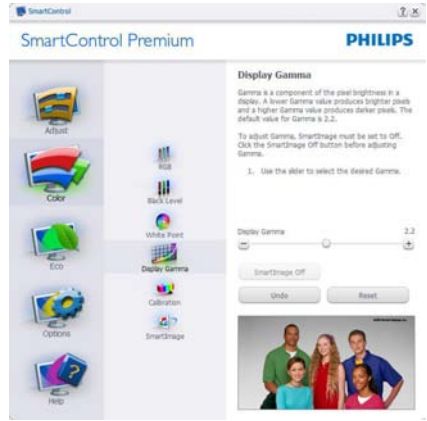 SmartControl
SmartControl Premium
PHILIPS
Adjust
Color
Eco
Options
Help
RGB
Black Level
White Point
Display Gamma
Calibration
SmartImage
Display Gamma
Gamma is a component of the pixel brightness in a
display. A lower Gamma value produces brighter pixels
and a higher Gamma value produces darker pixels. The
default value for Gamma is 2.2.
To adjust Gamma, SmartImage must be set to Off.
Click the SmartImage Off button before adjusting
Gamma.
1. Use the slider to select the desired Gamma.
Display Gamma 2.2
SmartImage Off
Undo Reset